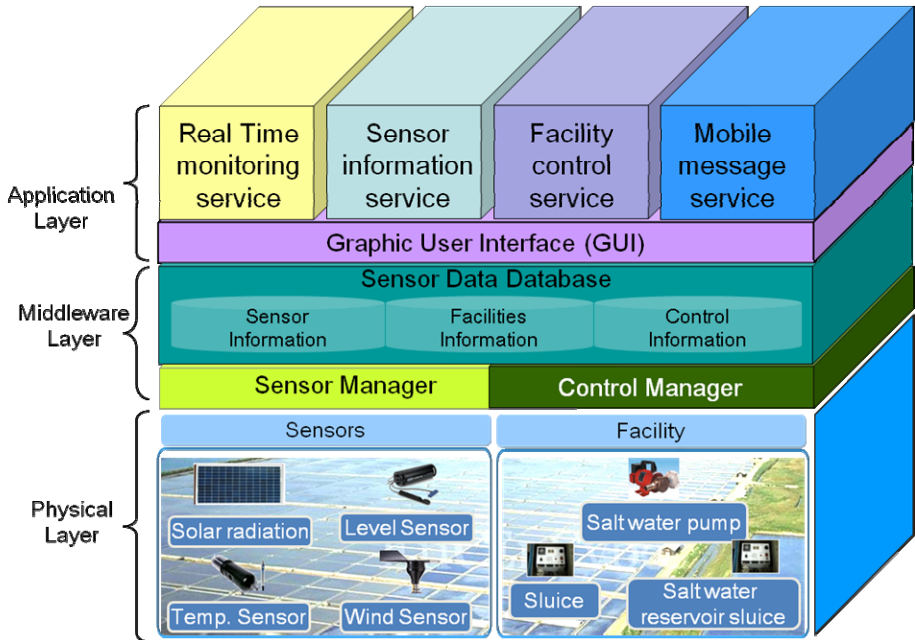 Real Time
monitoring
service
Sensor
information
service
Facility
control
service
Mobile
message
service
Application
Layer
Graphic User Interface (GUI)
Sensor Data Database
Middleware
Layer
Sensor
Information
Facilities
Information
Control
Information
Sensor Manager
Control Manager
Physical
Layer
Sensors
Facility
Solar radiation
Level Sensor
Temp. Sensor
Wind Sensor
Salt water pump
Sluice
Salt water
reservoir sluice